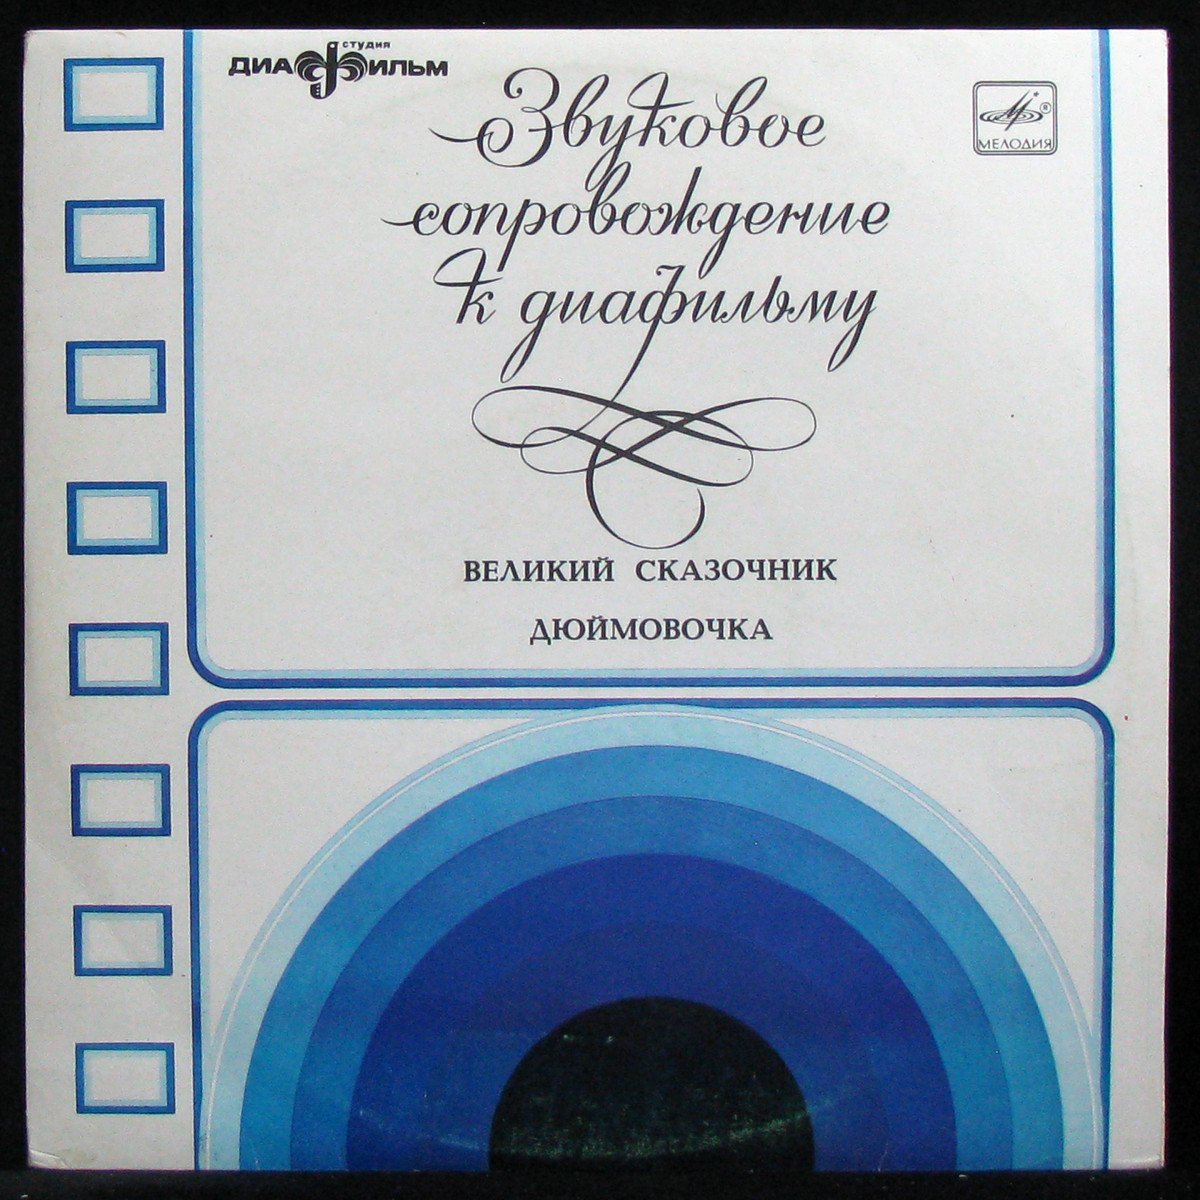 студия
ДИАФИЛЬМ
Звуковое
сопровождение
к диафильму
МЕЛОДИЯ
ВЕЛИКИЙ СКАЗОЧНИК
ДЮЙМОВОЧКА